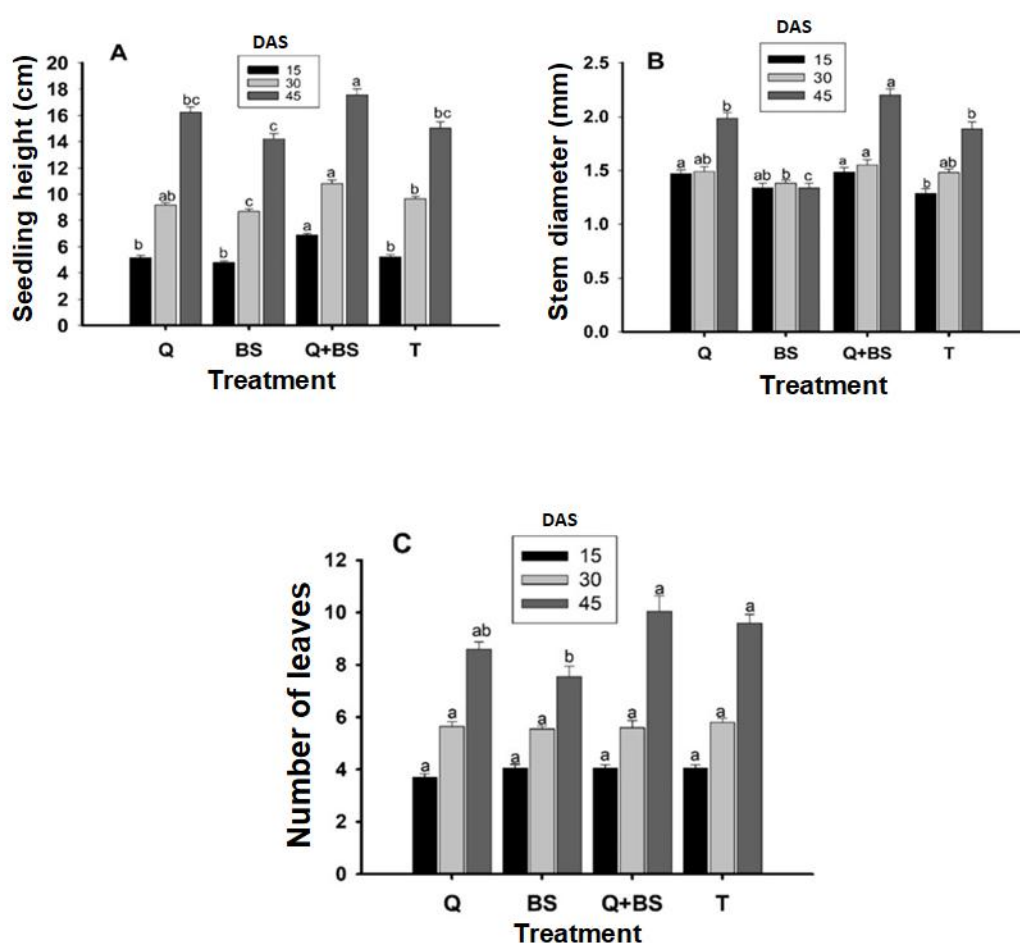 A
DAS
15
30
45
Seedling height (cm)
20
18
16
14
12
10
8
6
4
2
0
b ab bc
b c c
a a a
b b bc
Q BS Q+BS T
Treatment
B
DAS
15
30
45
Stem diameter (mm)
2.5
2.0
1.5
1.0
0.5
0.0
a ab b
ab b c
a a a
b ab b
Q BS Q+BS T
Treatment
C
DAS
15
30
45
Number of leaves
12
10
8
6
4
2
0
a a ab
a a b
a a a
a a a
Q BS Q+BS T
Treatment